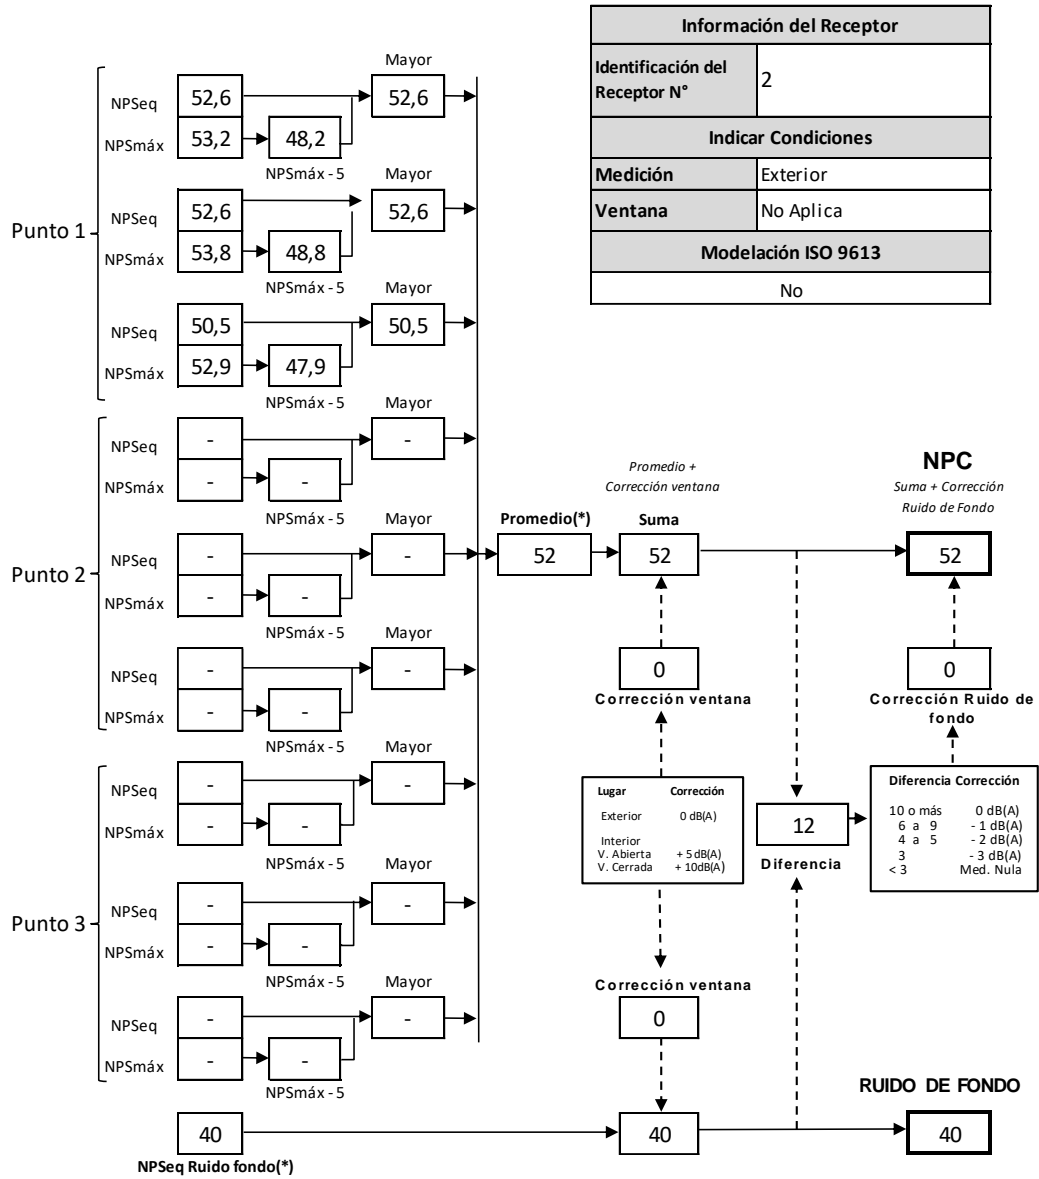 Información del Receptor
Identificación del
Receptor N°
2
Indicar Condiciones
Medición
Exterior
Ventana
No Aplica
Modelación ISO 9613
No
Punto 1
Mayor
NPSeq
52,6
52,6
NPSmáx
53,2
48,2
NPSmáx - 5
Mayor
NPSeq
52,6
52,6
NPSmáx
53,8
48,8
NPSmáx - 5
Mayor
NPSeq
50,5
50,5
NPSmáx
52,9
47,9
NPSmáx - 5
Punto 2
Mayor
NPSeq
-
-
NPSmáx
-
-
NPSmáx - 5
Mayor
NPSeq
-
-
NPSmáx
-
-
NPSmáx - 5
Mayor
NPSeq
-
-
NPSmáx
-
-
NPSmáx - 5
Punto 3
Mayor
NPSeq
-
-
NPSmáx
-
-
NPSmáx - 5
Mayor
NPSeq
-
-
NPSmáx
-
-
NPSmáx - 5
Mayor
NPSeq
-
-
NPSmáx
-
-
NPSmáx - 5
40
NPSeq Ruido fondo(*)
Promedio(*)
52
Promedio +
Corrección ventana
Suma
52
0
Corrección ventana
Lugar Corrección
Exterior 0 dB(A)
Interior
V. Abierta + 5 dB(A)
V. Cerrada + 10dB(A)
Corrección ventana
0
40
12
Diferencia
NPC
Suma + Corrección
Ruido de Fondo
52
0
Corrección Ruido de
fondo
Diferencia Corrección
10 o más 0 dB(A)
6 a 9 - 1 dB(A)
4 a 5 - 2 dB(A)
3 - 3 dB(A)
< 3 Med. Nula
RUIDO DE FONDO
40